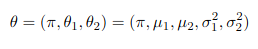 θ = (π, θ₁, θ₂) = (π, μ₁, μ₂, σ₁², σ₂²)